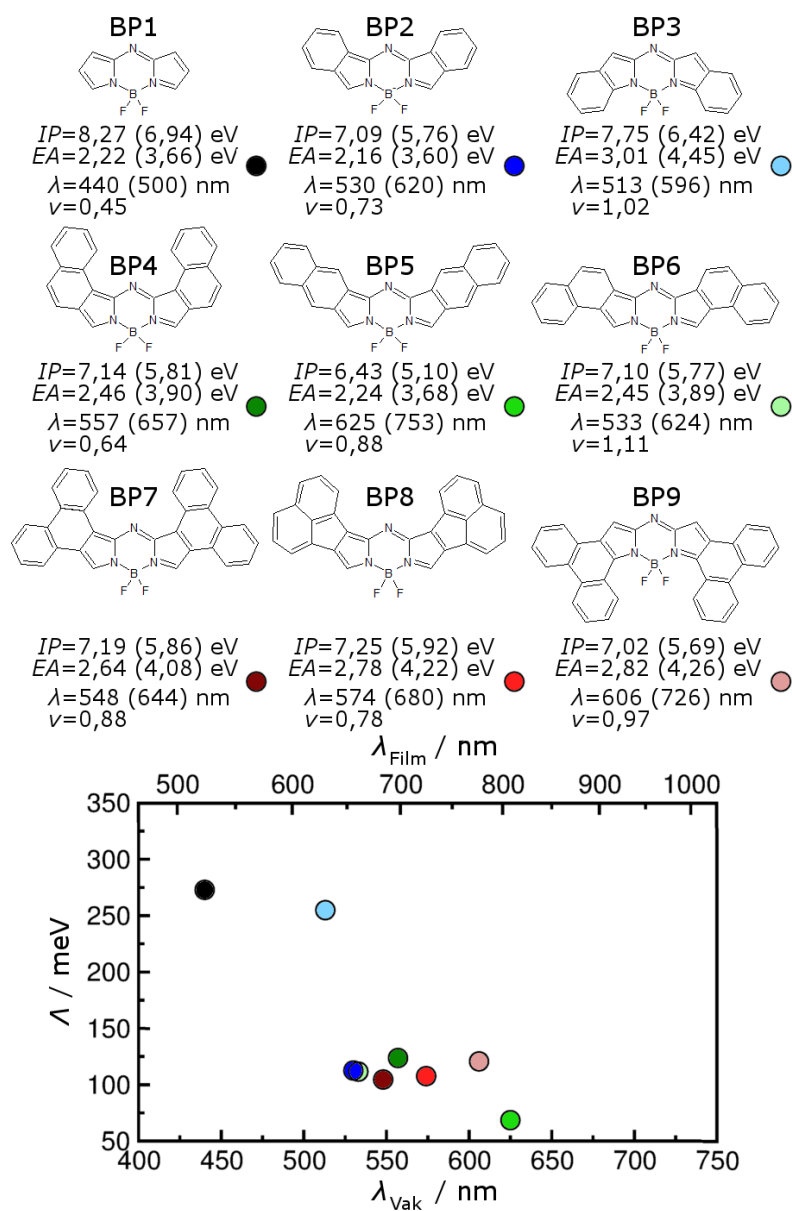 BP1 BP2 BP3
N N N
N B N N B⁻ N N B N
F F F F F F
IP=8,27 (6,94) eV IP=7,09 (5,76) eV IP=7,75 (6,42) eV
EA=2,22 (3,66) eV EA=2,16 (3,60) eV EA=3,01 (4,45) eV
λ=440 (500) nm λ=530 (620) nm λ=513 (596) nm
v=0,45 v=0,73 v=1,02
BP4 BP5 BP6
N N N
N B N N B N N B N
F F F F F F
IP=7,14 (5,81) eV IP=6,43 (5,10) eV IP=7,10 (5,77) eV
EA=2,46 (3,90) eV EA=2,24 (3,68) eV EA=2,45 (3,89) eV
λ=557 (657) nm λ=625 (753) nm λ=533 (624) nm
v=0,64 v=0,88 v=1,11
BP7 BP8 BP9
N N N
N B N N B N N B N
F F F F F F
IP=7,19 (5,86) eV IP=7,25 (5,92) eV IP=7,02 (5,69) eV
EA=2,64 (4,08) eV EA=2,78 (4,22) eV EA=2,82 (4,26) eV
λ=548 (644) nm λ=574 (680) nm λ=606 (726) nm
v=0,88 v=0,78 v=0,97
λFilm / nm
500 600 700 800 900 1000
350
300
250
200
150
100
50
Λ / meV
400 450 500 550 600 650 700 750
λVak / nm